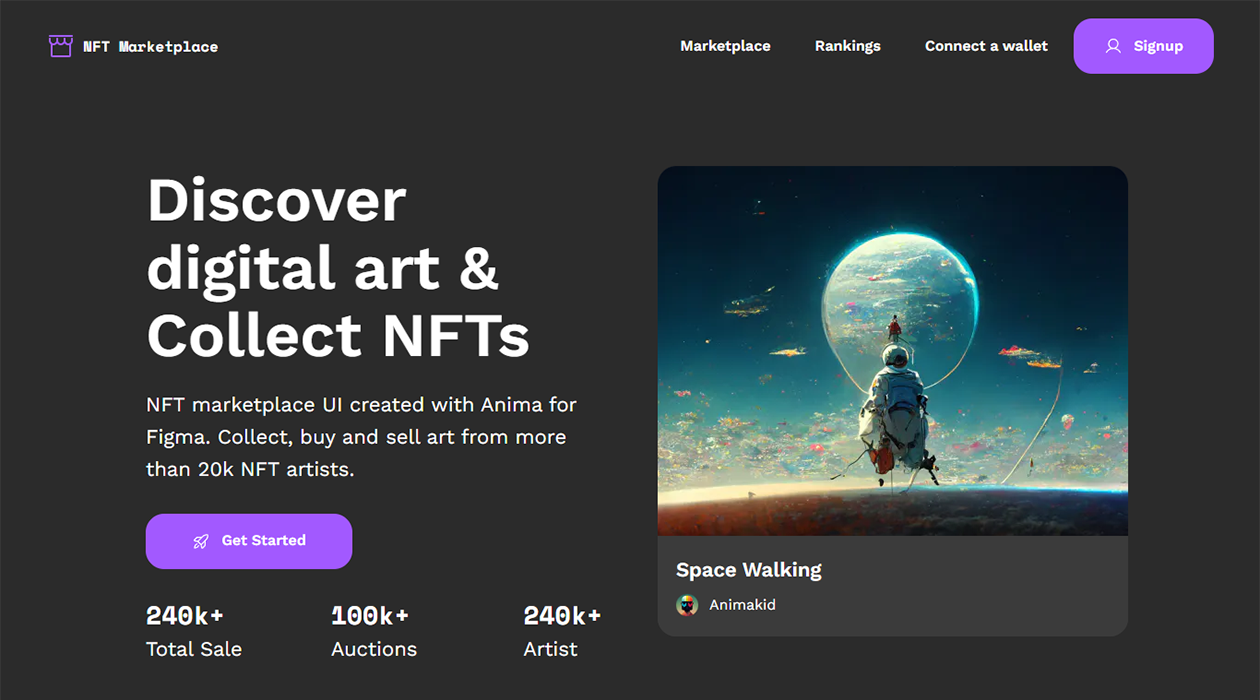 NFT Marketplace
Marketplace
Rankings
Connect a wallet
Signup
Discover
digital art &
Collect NFTs
NFT marketplace UI created with Anima for
Figma. Collect, buy and sell art from more
than 20k NFT artists.
Get Started
240k+
Total Sale
100k+
Auctions
240k+
Artist
Space Walking
Animakid